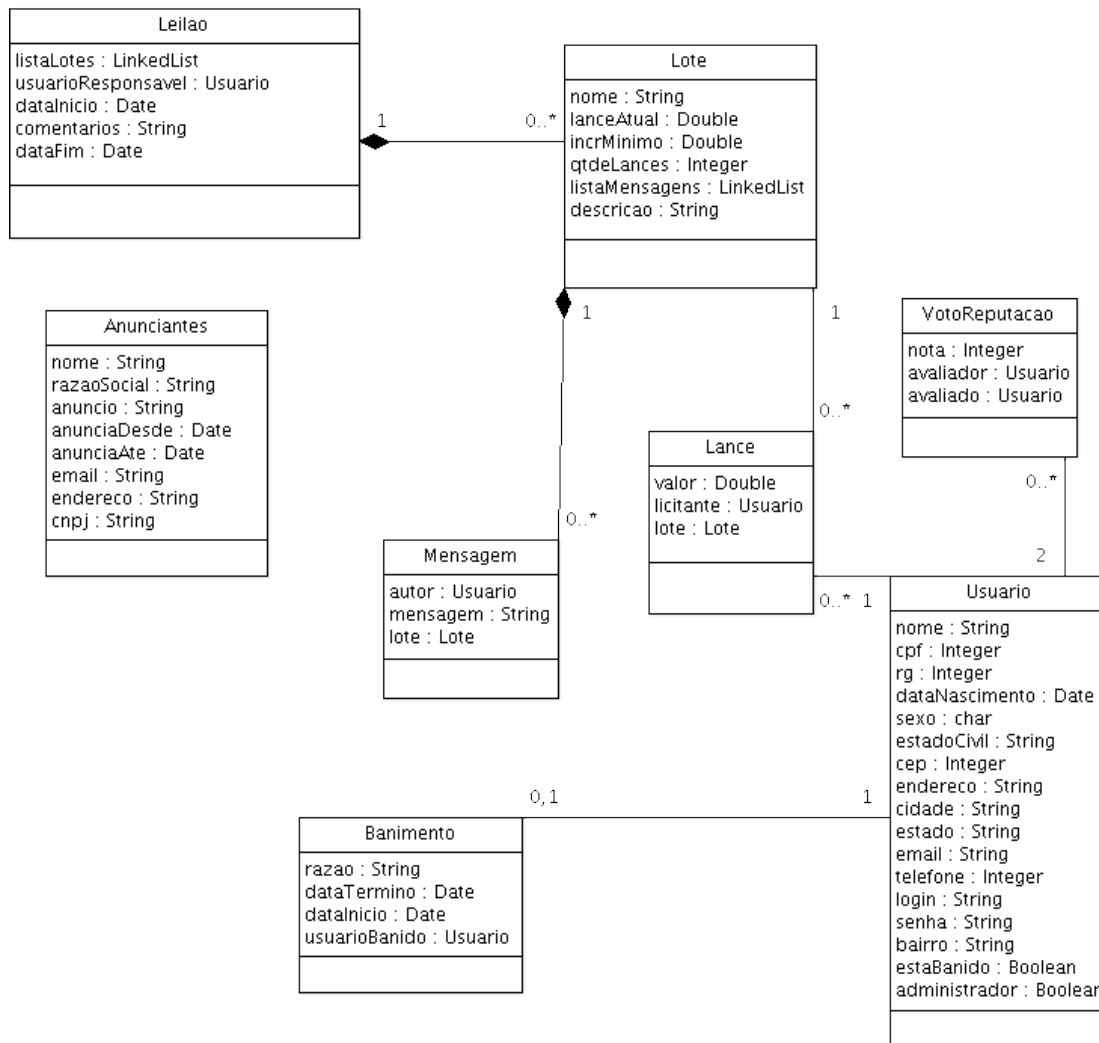 Leilao
listaLotes : LinkedList
usuarioResponsavel : Usuario
dataInicio : Date
comentarios : String
dataFim : Date
1
0..*
Lote
nome : String
lanceAtual : Double
incrMinimo : Double
qtdeLances : Integer
listaMensagens : LinkedList
descricao : String
Anunciantes
nome : String
razaoSocial : String
anuncio : String
anunciaDesde : Date
anunciaAte : Date
email : String
endereco : String
cnpj : String
1
0..*
1
0..*
VotoReputacao
nota : Integer
avaliador : Usuario
avaliado : Usuario
0..*
2
Lance
valor : Double
licitante : Usuario
lote : Lote
0..*
1
Mensagem
autor : Usuario
mensagem : String
lote : Lote
Usuario
nome : String
cpf : Integer
rg : Integer
dataNascimento : Date
sexo : char
estadoCivil : String
cep : Integer
endereco : String
cidade : String
estado : String
email : String
telefone : Integer
login : String
senha : String
bairro : String
estaBanido : Boolean
administrador : Boolean
0,1
1
Banimento
razao : String
dataTermino : Date
dataInicio : Date
usuarioBanido : Usuario